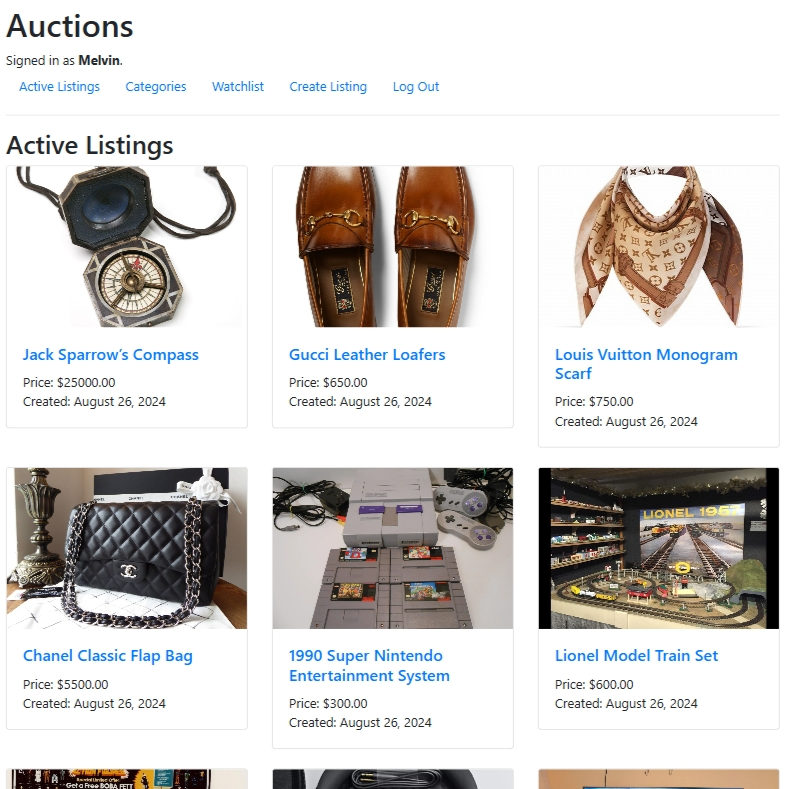 Auctions
Signed in as Melvin.
Active Listings Categories Watchlist Create Listing Log Out
Active Listings
Jack Sparrow’s Compass
Price: $25000.00
Created: August 26, 2024
Gucci Leather Loafers
Price: $650.00
Created: August 26, 2024
Louis Vuitton Monogram
Scarf
Price: $750.00
Created: August 26, 2024
CHANEL
Chanel Classic Flap Bag
Price: $5500.00
Created: August 26, 2024
1990 Super Nintendo
Entertainment System
Price: $300.00
Created: August 26, 2024
Lionel Model Train Set
Price: $600.00
Created: August 26, 2024
Special Limited Offer
Get a Free BOBA FETT